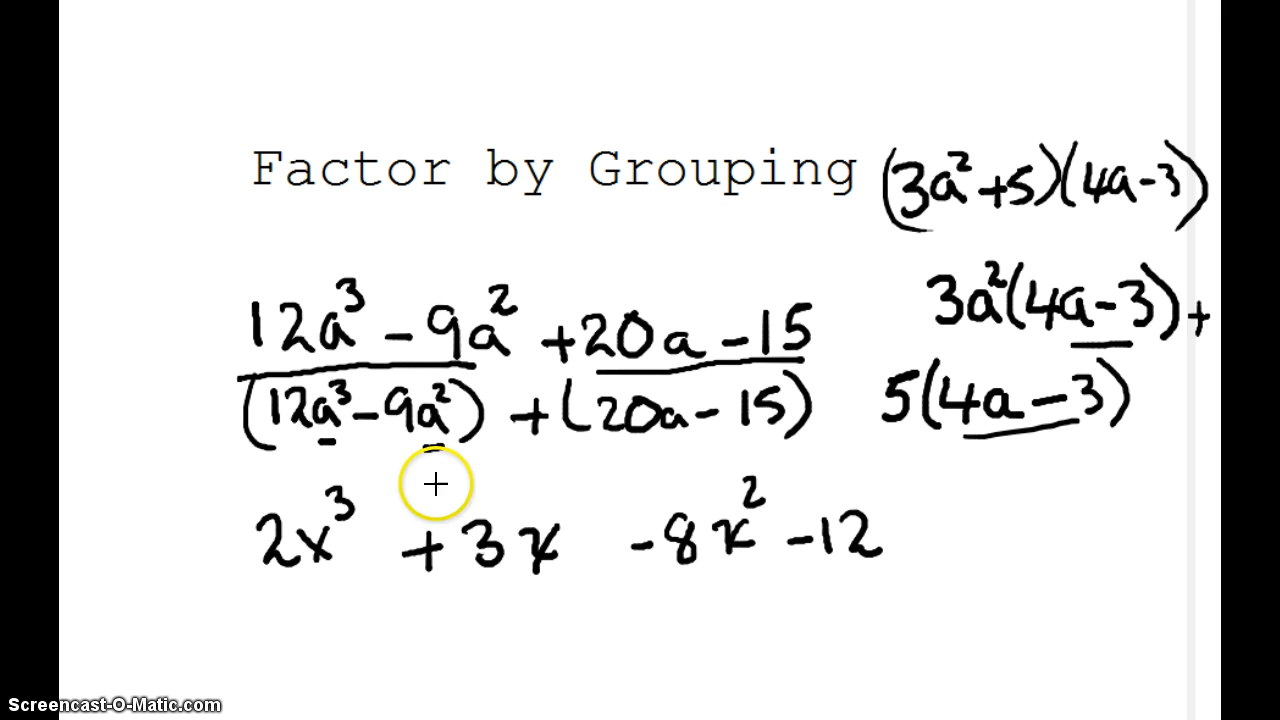 Factor by Grouping
(3a² +5)(4a-3)
12a³ - 9a² +20a -15
3a²(4a-3) +
(12a³ - 9a²) + (20a - 15)
5(4a - 3)
2x³ + 3x - 8x² - 12
Screencast-O-Matic.com